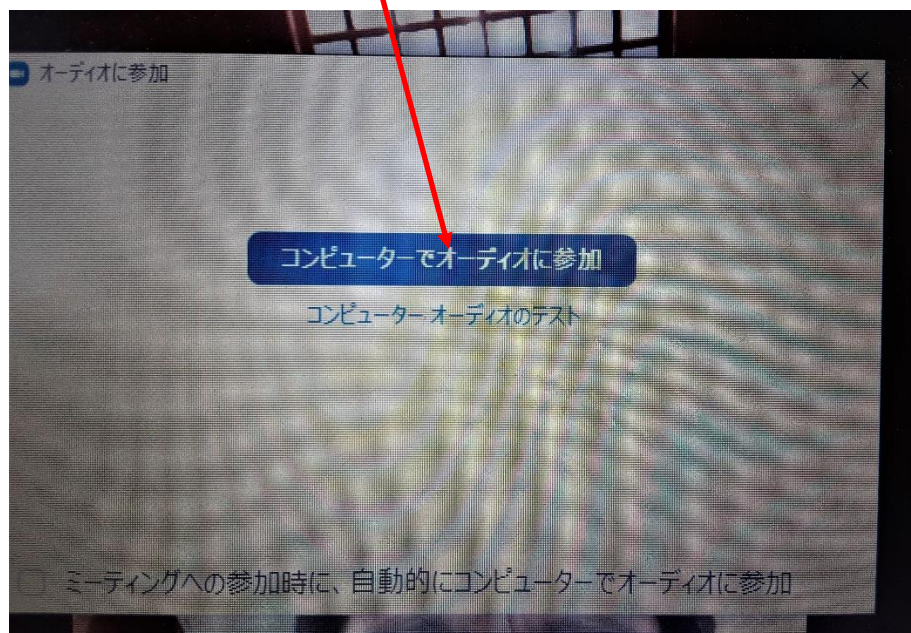 オーディオに参加
コンピューターでオーディオに参加
コンピューター オーディオのテスト
ミーティングへの参加時に、自動的にコンピューターでオーディオに参加